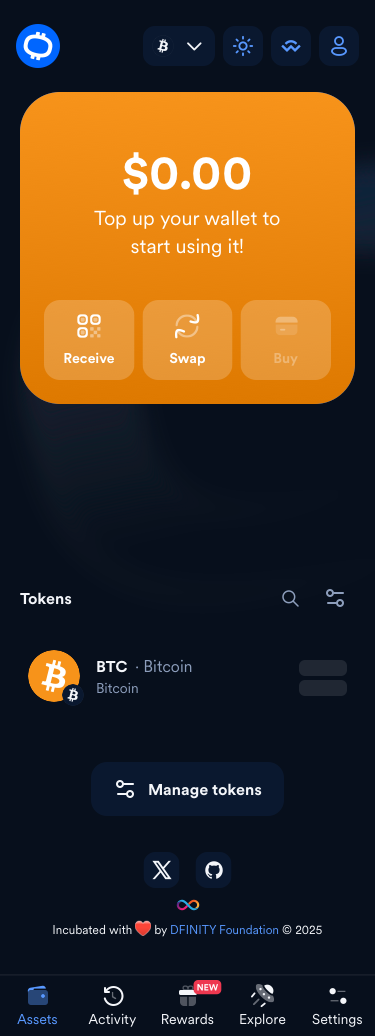 $0.00
Top up your wallet to
start using it!
Receive
Swap
Buy
Tokens
BTC · Bitcoin
Bitcoin
Manage tokens
Incubated with ❤️ by DFINITY Foundation © 2025
NEW
Assets
Activity
Rewards
Explore
Settings